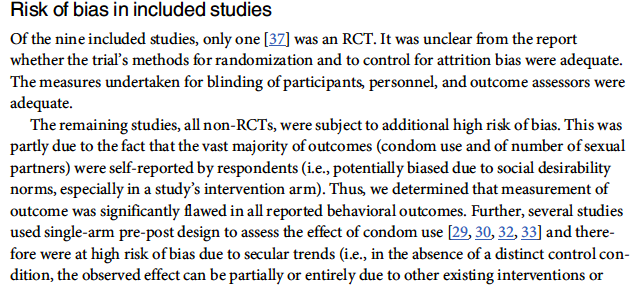 Risk of bias in included studies
Of the nine included studies, only one [37] was an RCT. It was unclear from the report
whether the trial's methods for randomization and to control for attrition bias were adequate.
The measures undertaken for blinding of participants, personnel, and outcome assessors were
adequate.
The remaining studies, all non-RCTs, were subject to additional high risk of bias. This was
partly due to the fact that the vast majority of outcomes (condom use and of number of sexual
partners) were self-reported by respondents (i.e., potentially biased due to social desirability
norms, especially in a study's intervention arm). Thus, we determined that measurement of
outcome was significantly flawed in all reported behavioral outcomes. Further, several studies
used single-arm pre-post design to assess the effect of condom use [29, 30, 32, 33] and there-
fore were at high risk of bias due to secular trends (i.e., in the absence of a distinct control con-
dition, the observed effect can be partially or entirely due to other existing interventions or